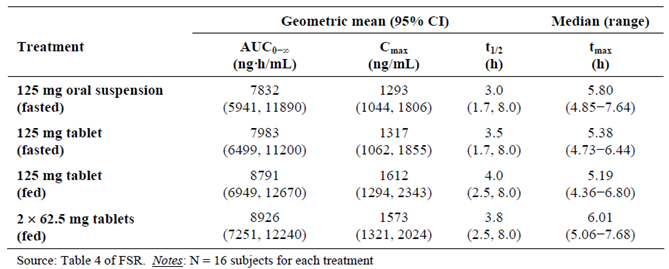 Geometric mean (95% CI) Median (range)
Treatment AUC0−∞ Cmax t1/2 tmax
(ng·h/mL) (ng/mL) (h) (h)
125 mg oral suspension 7832 1293 3.0 5.80
(fasted) (5941, 11890) (1044, 1806) (1.7, 8.0) (4.85−7.64)
125 mg tablet 7983 1317 3.5 5.38
(fasted) (6499, 11200) (1062, 1855) (1.7, 8.0) (4.73−6.44)
125 mg tablet 8791 1612 4.0 5.19
(fed) (6949, 12670) (1294, 2343) (2.5, 8.0) (4.36−6.80)
2 × 62.5 mg tablets 8926 1573 3.8 6.01
(fed) (7251, 12240) (1321, 2024) (2.5, 8.0) (5.06−7.68)
Source: Table 4 of FSR. Notes: N = 16 subjects for each treatment